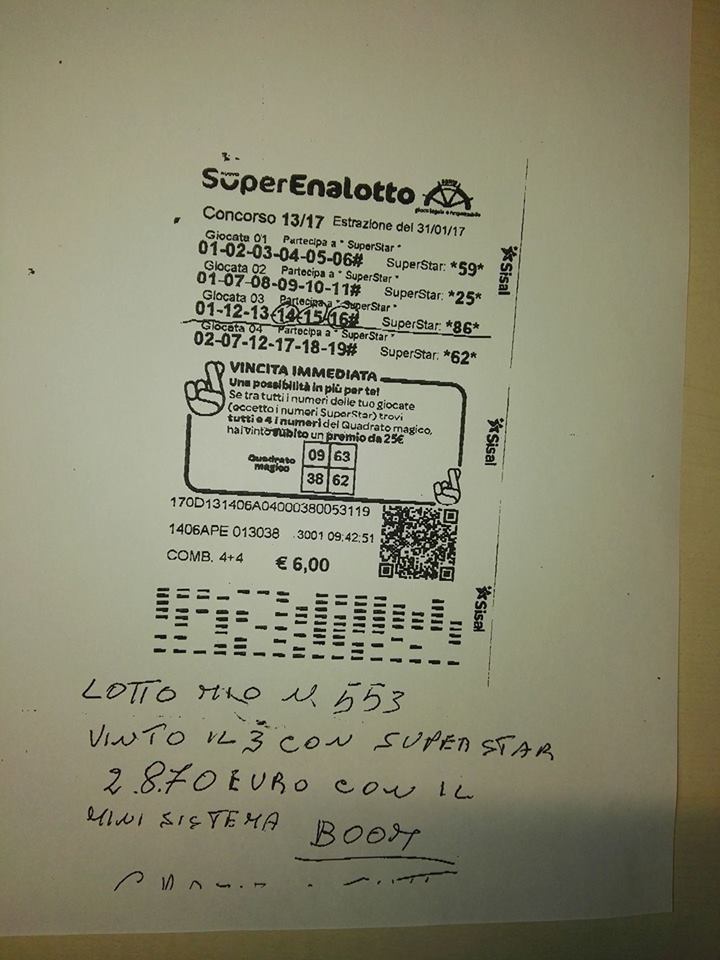 nuovo
SuperEnalotto
gioco legale e responsabile
Concorso 13/17 Estrazione del 31/01/17
Giocata 01 Partecipa a * SuperStar *
01-02-03-04-05-06# SuperStar: *59*
Giocata 02 Partecipa a * SuperStar *
01-07-08-09-10-11# SuperStar: *25*
Giocata 03 Partecipa a * SuperStar *
01-12-13-14-15-16# SuperStar: *86*
Giocata 04 Partecipa a * SuperStar *
02-07-12-17-18-19# SuperStar: *62*
Sisal
VINCITA IMMEDIATA
Una possibilità in più per te!
Se tra tutti i numeri delle tue giocate
(eccetto i numeri SuperStar) trovi
tutti e 4 i numeri del Quadrato magico,
hai vinto subito un premio da 25€
Quadrato magico
09 63
38 62
Sisal
170D131406A04000380053119
1406APE 013038 .3001 09:42:51
COMB. 4+4 € 6,00
Sisal
LOTTO MIO N. 553
VINTO IL 3 CON SUPERSTAR
2.870 EURO CON IL
MINI SISTEMA BOOM